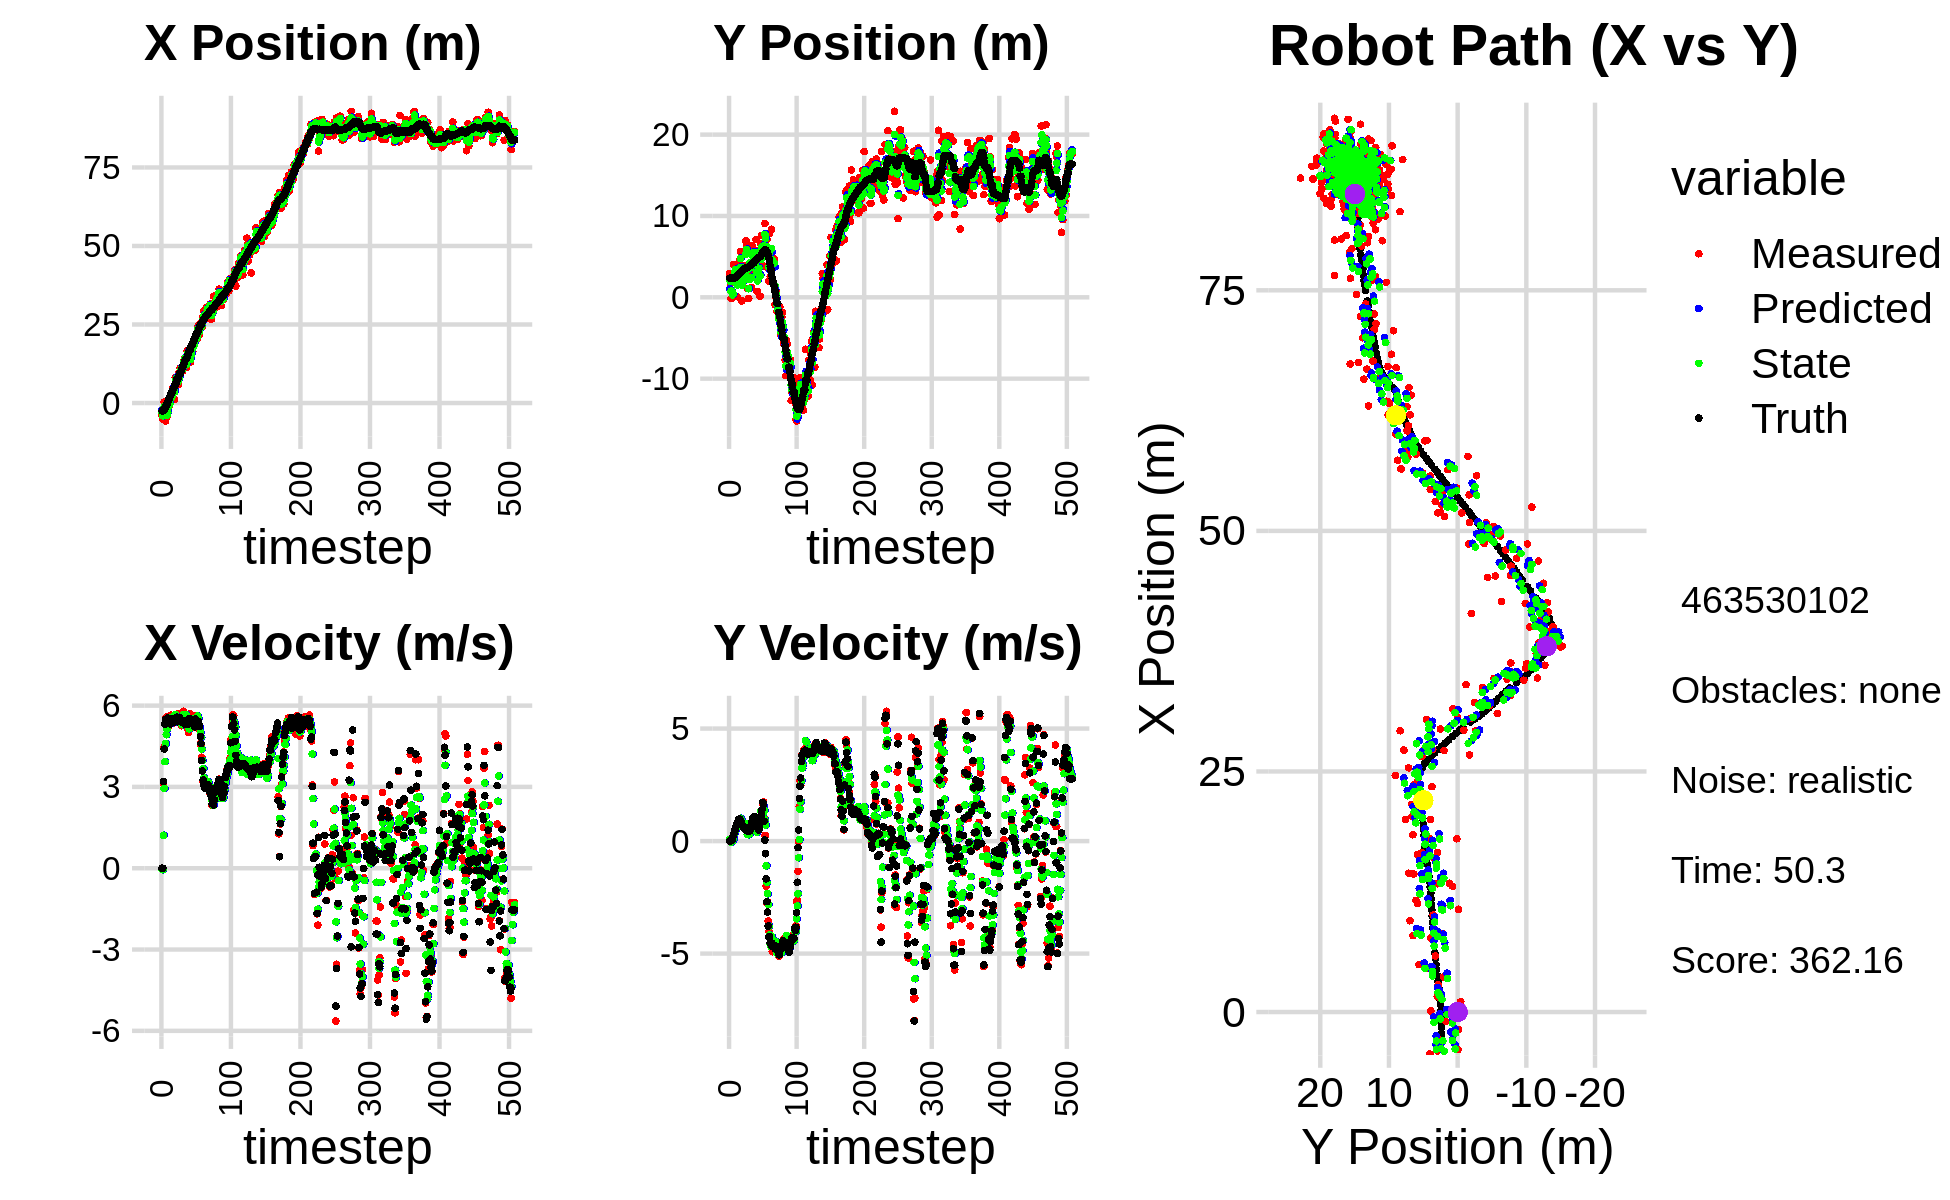 X Position (m)
75
50
25
0
0
100
200
300
400
500
timestep
Y Position (m)
20
10
0
-10
0
100
200
300
400
500
timestep
X Velocity (m/s)
6
3
0
-3
-6
0
100
200
300
400
500
timestep
Y Velocity (m/s)
5
0
-5
0
100
200
300
400
500
timestep
Robot Path (X vs Y)
X Position (m)
75
50
25
0
20 10 0 -10 -20
Y Position (m)
variable
Measured
Predicted
State
Truth
463530102
Obstacles: none
Noise: realistic
Time: 50.3
Score: 362.16